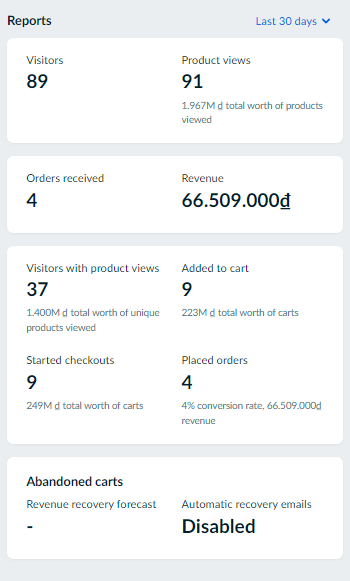 Reports
Last 30 days
Visitors
89
Product views
91
1.967M ₫ total worth of products
viewed
Orders received
4
Revenue
66.509.000₫
Visitors with product views
37
1.400M ₫ total worth of unique
products viewed
Added to cart
9
223M ₫ total worth of carts
Started checkouts
9
249M ₫ total worth of carts
Placed orders
4
4% conversion rate, 66.509.000₫
revenue
Abandoned carts
Revenue recovery forecast
-
Automatic recovery emails
Disabled